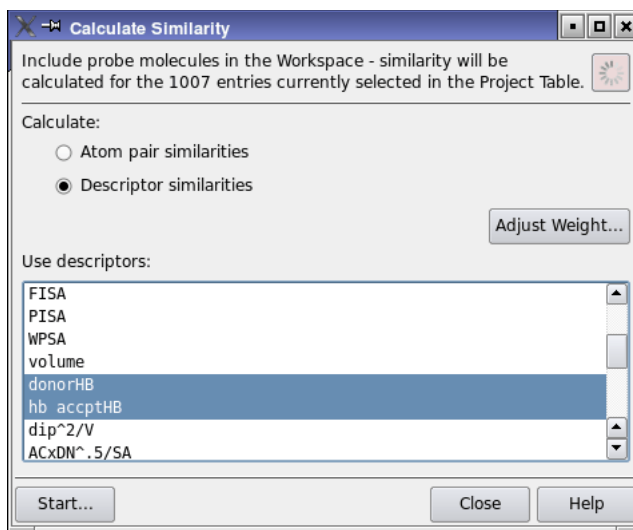 Calculate Similarity
Include probe molecules in the Workspace - similarity will be
calculated for the 1007 entries currently selected in the Project Table.
Calculate:
Atom pair similarities
Descriptor similarities
Adjust Weight...
Use descriptors:
FISA
PISA
WPSA
volume
donorHB
hb accptHB
dip^2/V
ACxDN^.5/SA
Start...
Close
Help